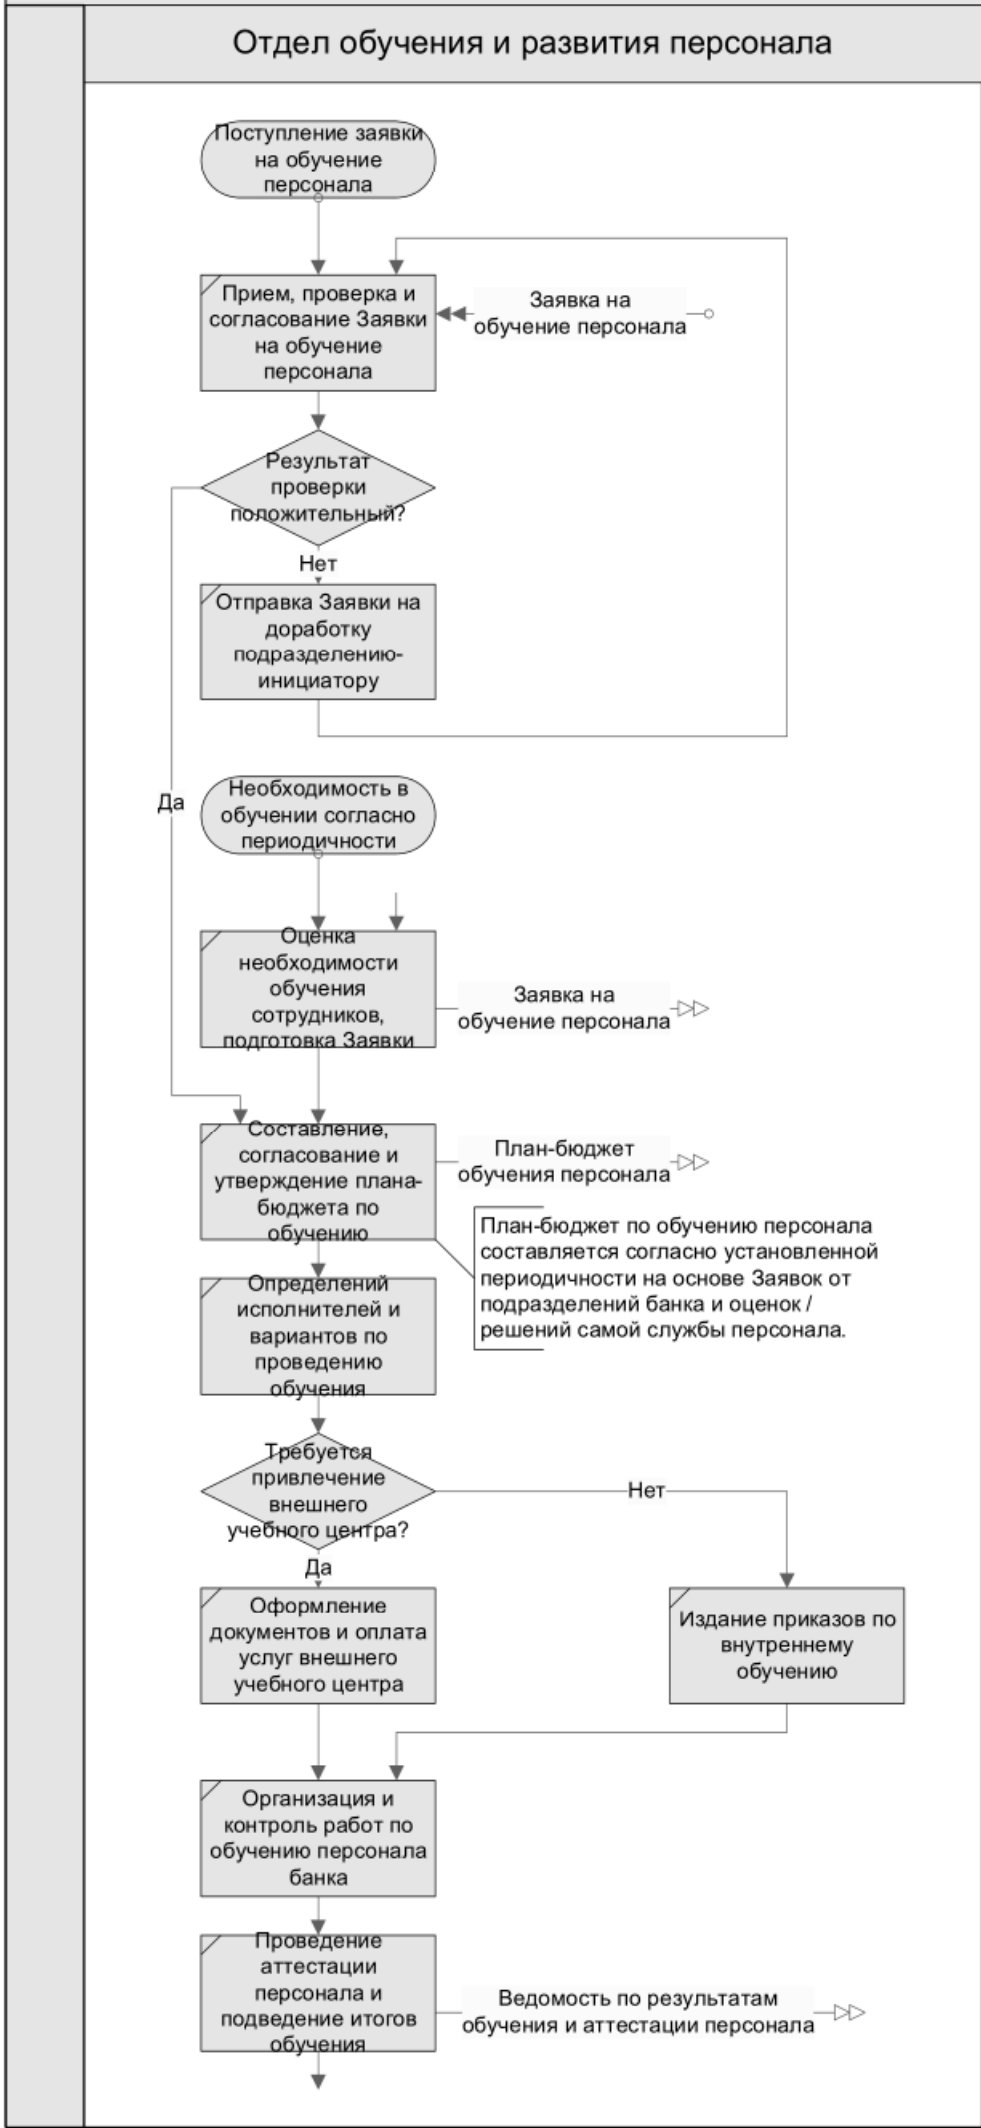 Отдел обучения и развития персонала
Поступление заявки
на обучение
персонала
Прием, проверка и
согласование Заявки
на обучение
персонала
Заявка на
обучение персонала
Результат
проверки
положительный?
Нет
Отправка Заявки на
доработку
подразделению-
инициатору
Да
Необходимость в
обучении согласно
периодичности
Оценка
необходимости
обучения
сотрудников,
подготовка Заявки
Заявка на
обучение персонала
Составление,
согласование и
утверждение плана-
бюджета по
обучению
План-бюджет
обучения персонала
План-бюджет по обучению персонала
составляется согласно установленной
периодичности на основе Заявок от
подразделений банка и оценок /
решений самой службы персонала.
Определений
исполнителей и
вариантов по
проведению
обучения
Требуется
привлечение
внешнего
учебного центра?
Нет
Да
Оформление
документов и оплата
услуг внешнего
учебного центра
Издание приказов по
внутреннему
обучению
Организация и
контроль работ по
обучению персонала
банка
Проведение
аттестации
персонала и
подведение итогов
обучения
Ведомость по результатам
обучения и аттестации персонала